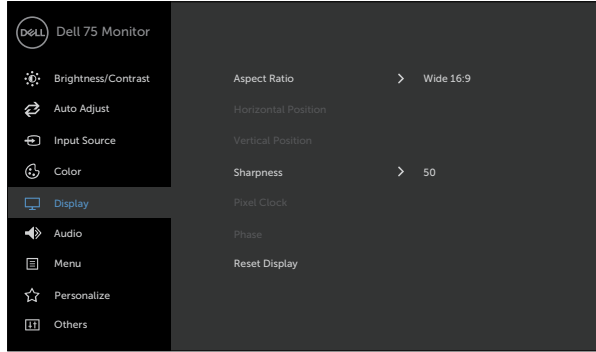 DELL Dell 75 Monitor
Brightness/Contrast
Auto Adjust
Input Source
Color
Display
Audio
Menu
Personalize
Others
Aspect Ratio > Wide 16:9
Horizontal Position
Vertical Position
Sharpness > 50
Pixel Clock
Phase
Reset Display